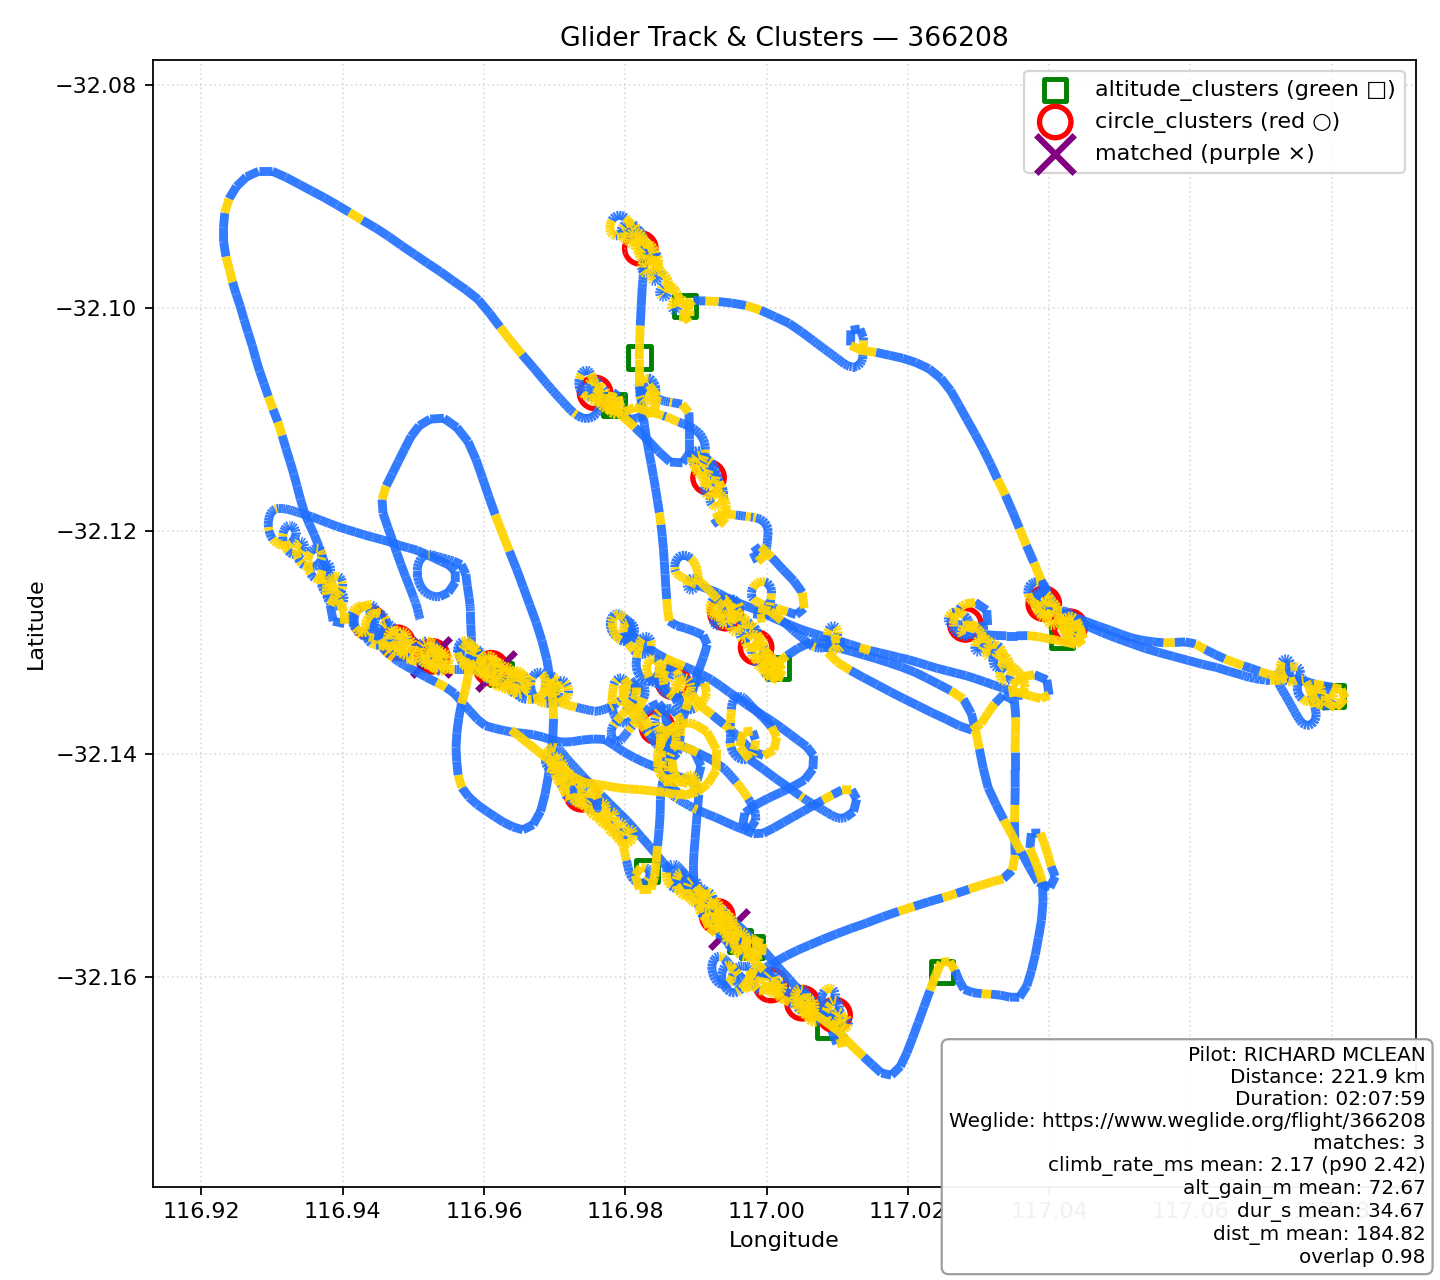 Glider Track & Clusters — 366208
altitude_clusters (green □)
circle_clusters (red ○)
matched (purple ×)
−32.08
−32.10
−32.12
−32.14
−32.16
Latitude
116.92 116.94 116.96 116.98 117.00 117.02 117.04 117.06
Longitude
Pilot: RICHARD MCLEAN
Distance: 221.9 km
Duration: 02:07:59
Weglide: https://www.weglide.org/flight/366208
matches: 3
climb_rate_ms mean: 2.17 (p90 2.42)
alt_gain_m mean: 72.67
dur_s mean: 34.67
dist_m mean: 184.82
overlap 0.98